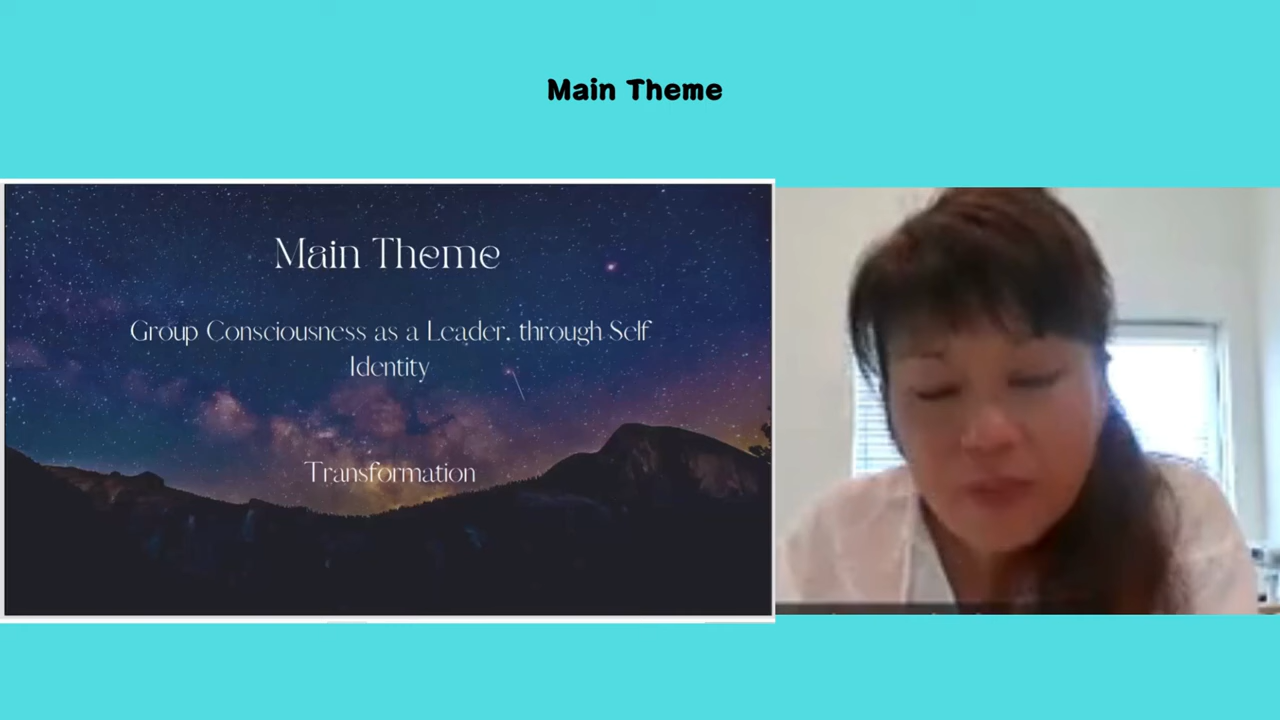 Main Theme
Main Theme
Group Consciousness as a Leader, through Self
Identity
Transformation